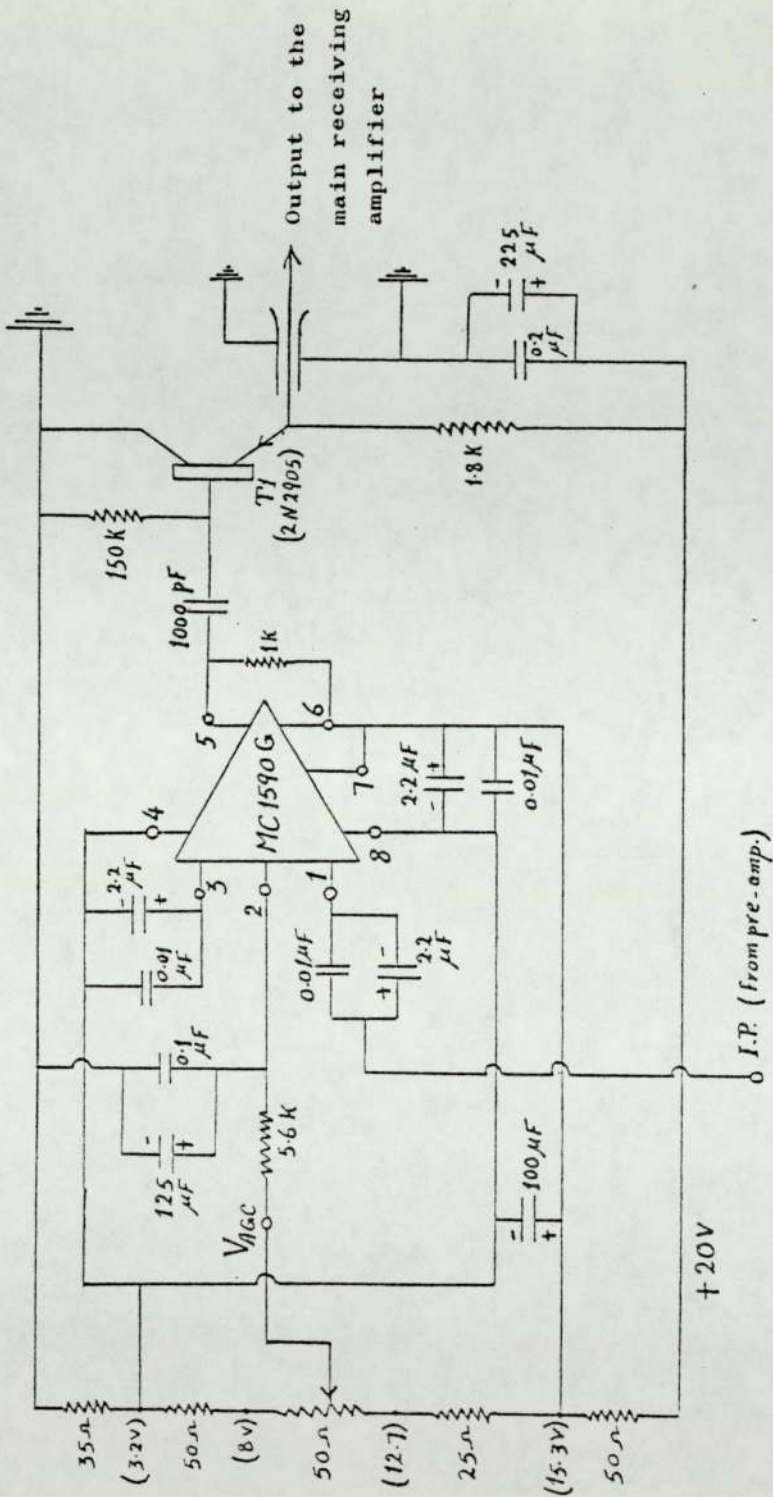 Output to the
main receiving
amplifier
225
μF
0.2
μF
1.8K
T1
(2N2905)
150K
1000 pF
1K
5
6
7
4
MC1590G
3
2
1
8
2.2 μF
0.01 μF
2.2
μF
0.01
μF
0.01 μF
2.2
μF
0.1
μF
125
μF
5.6K
VAGC
100 μF
I.P. (from pre-amp.)
+20V
35Ω
(3.2V)
50Ω
(8V)
50Ω
(12.7)
25Ω
(15.3V)
50Ω